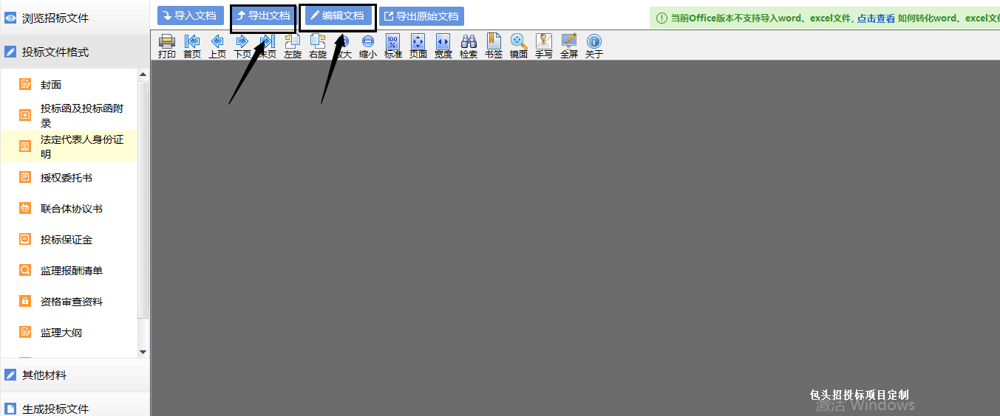 浏览招标文件
投标文件格式
封面
投标函及投标函附
录
法定代表人身份证
明
授权委托书
联合体协议书
投标保证金
监理报酬清单
资格审查资料
监理大纲
其他材料
生成投标文件
导入文档 导出文档 编辑文档 导出原始文档
当前Office版本不支持导入word、excel文件, 点击查看 如何转化word、excel文
打印 首页 上页 下页 末页 左旋 右旋 放大 缩小 标准 页面 宽度 检索 书签 镜面 手写 全屏 关于
包头招投标项目定制
激活 Windows